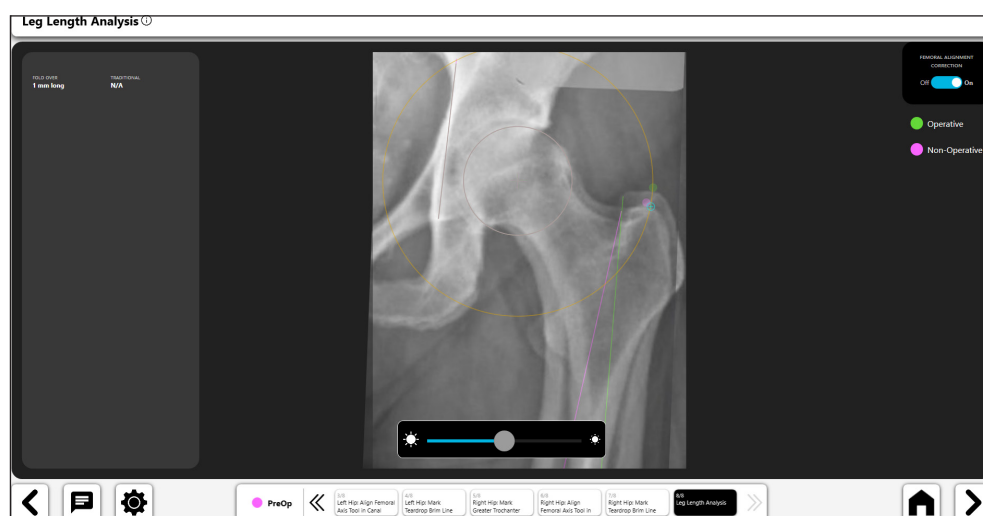 Leg Length Analysis ⓘ
FOLD OVER
1 mm long
TRADITIONAL
N/A
FEMORAL ALIGNMENT
CORRECTION
Off On
Operative
Non-Operative
PreOp
3/8
Left Hip: Align Femoral
Axis Tool in Canal
4/8
Left Hip: Mark
Teardrop Brim Line
5/8
Right Hip: Mark
Greater Trochanter
6/8
Right Hip: Align
Femoral Axis Tool in
7/8
Right Hip: Mark
Teardrop Brim Line
8/8
Leg Length Analysis